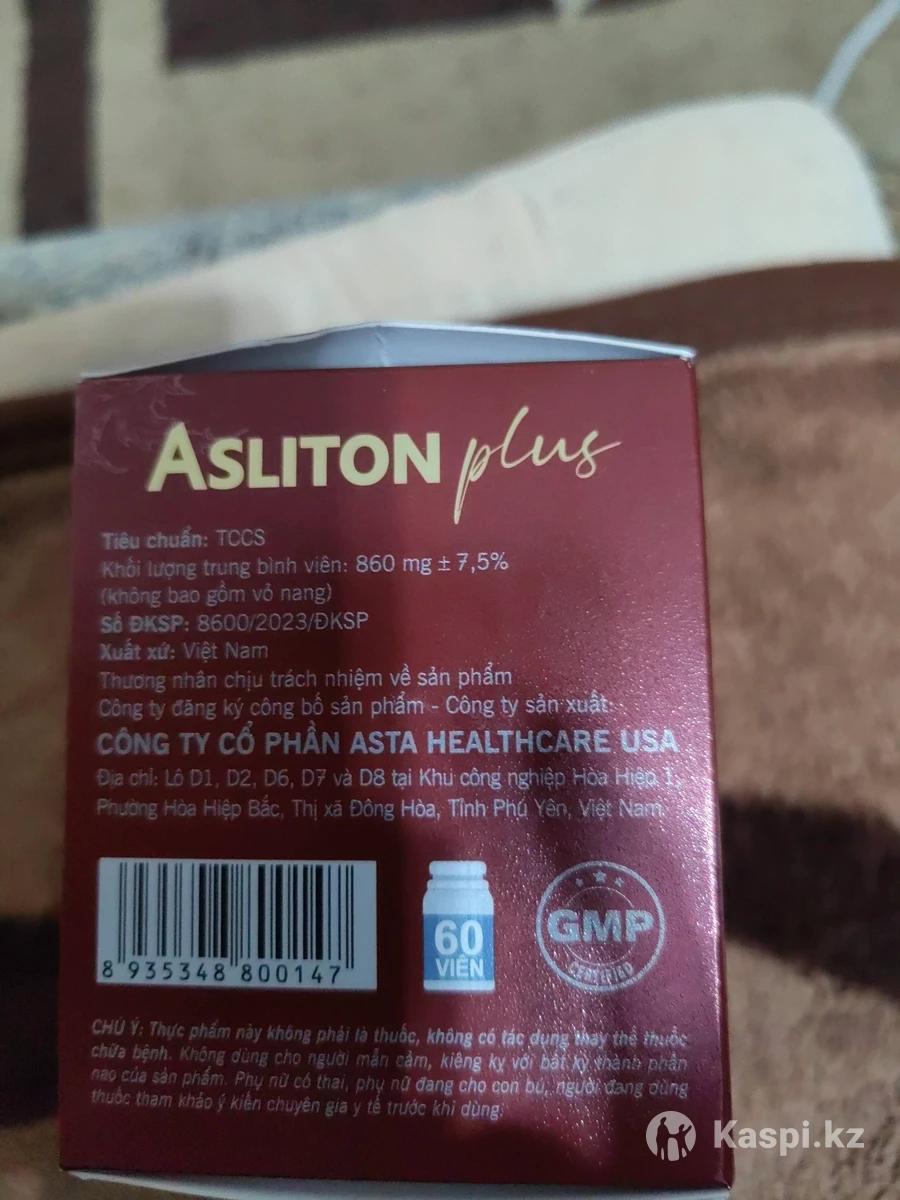 ASLITON plus
Tiêu chuẩn: TCCS
Khối lượng trung bình viên: 860 mg ± 7,5%
(không bao gồm vỏ nang)
Số ĐKSP: 8600/2023/ĐKSP
Xuất xứ: Việt Nam
Thương nhân chịu trách nhiệm về sản phẩm
Công ty đăng ký công bố sản phẩm - Công ty sản xuất:
CÔNG TY CỔ PHẦN ASTA HEALTHCARE USA
Địa chỉ: Lô D1, D2, D6, D7 và D8 tại Khu công nghiệp Hòa Hiệp 1,
Phường Hòa Hiệp Bắc, Thị xã Đông Hòa, Tỉnh Phú Yên, Việt Nam.
8 935348 800147
60
VIÊN
GMP
CERTIFIED
CHÚ Ý: Thực phẩm này không phải là thuốc, không có tác dụng thay thế thuốc
chữa bệnh. Không dùng cho người mẫn cảm, kiêng kỵ với bất kỳ thành phần
nào của sản phẩm. Phụ nữ có thai, phụ nữ đang cho con bú, người đang dùng
thuốc tham khảo ý kiến chuyên gia y tế trước khi dùng.
Kaspi.kz